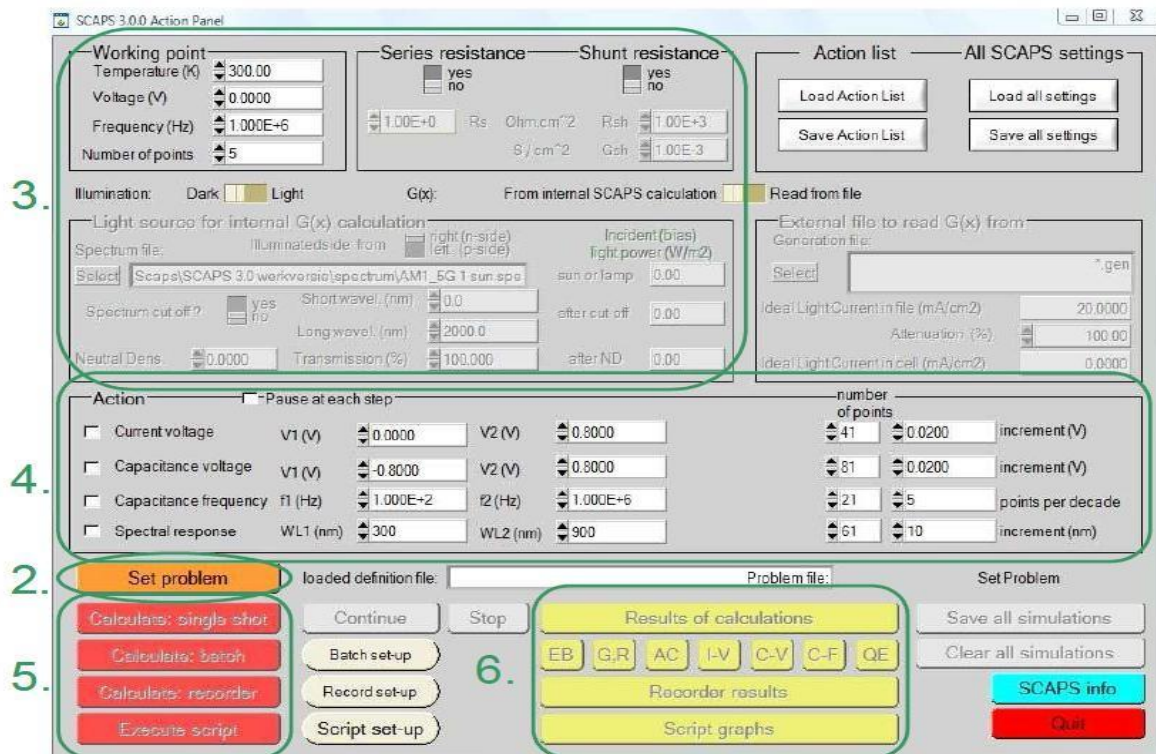 SCAPS 3.0.0 Action Panel
Working point
Temperature (K) 300.00
Voltage (V) 0.0000
Frequency (Hz) 1.000E+6
Number of points 5
Series resistance
yes
no
Shunt resistance
yes
no
1.00E+0 Rs Ohm.cm^2 Rsh 1.00E+3
S / cm^2 Gsh 1.00E-3
Action list
Load Action List
Save Action List
All SCAPS settings
Load all settings
Save all settings
3.
Illumination: Dark Light G(x): From internal SCAPS calculation Read from file
Light source for internal G(x) calculation
Spectrum file:
Illuminatedside from right (n-side)
left (p-side)
Incident (bias)
light power (W/m2)
Select Scaps\SCAPS 3.0 werkversie\spectrum\AM1_5G 1 sun.spe sun or lamp 0.00
Spectrum cut off? yes
no
Short wavel. (nm) 0.0
Long wavel. (nm) 2000.0
after cut off 0.00
Neutral Dens. 0.0000 Transmission (%) 100.000 after ND 0.00
External file to read G(x) from
Generation file:
Select *.gen
Ideal Light Current in file (mA/cm2) 20.0000
Attenuation (%) 100.00
Ideal Light Current in cell (mA/cm2) 0.0000
4.
Action Pause at each step number
of points
Current voltage V1 (V) 0.0000 V2 (V) 0.8000 41 0.0200 increment (V)
Capacitance voltage V1 (V) -0.8000 V2 (V) 0.8000 81 0.0200 increment (V)
Capacitance frequency f1 (Hz) 1.000E+2 f2 (Hz) 1.000E+6 21 5 points per decade
Spectral response WL1 (nm) 300 WL2 (nm) 900 61 10 increment (nm)
2.
Set problem loaded definition file: Problem file: Set Problem
5.
Calculate: single shot Continue Stop
Calculate: batch Batch set-up
Calculate: recorder Record set-up
Execute script Script set-up
6.
Results of calculations
EB G,R AC I-V C-V C-F QE
Recorder results
Script graphs
Save all simulations
Clear all simulations
SCAPS info
Quit